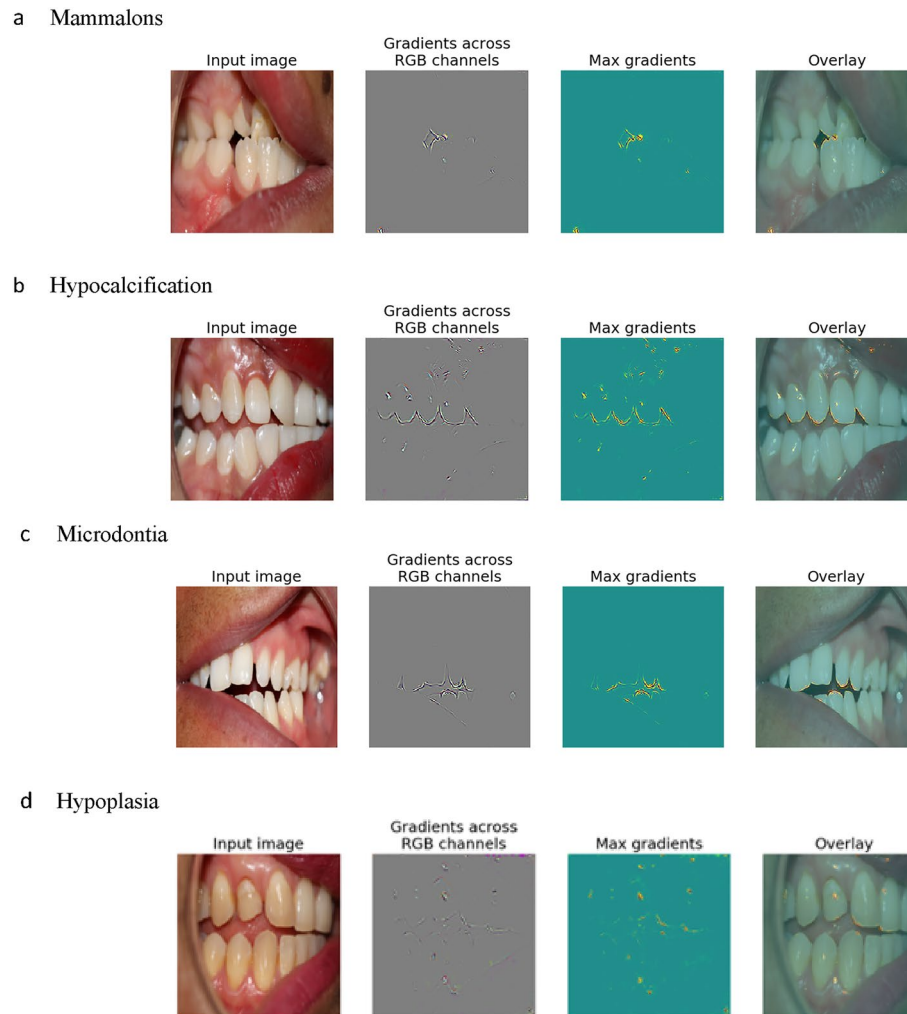 a Mammalons
Input image
Gradients across
RGB channels
Max gradients
Overlay
b Hypocalcification
Input image
Gradients across
RGB channels
Max gradients
Overlay
c Microdontia
Input image
Gradients across
RGB channels
Max gradients
Overlay
d Hypoplasia
Input image
Gradients across
RGB channels
Max gradients
Overlay